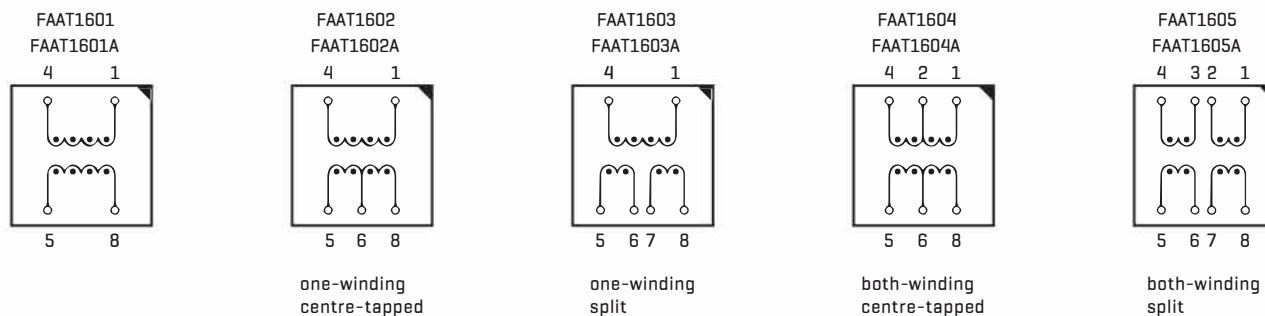 FAAT1601
FAAT1601A
4 1
5 8
FAAT1602
FAAT1602A
4 1
5 6 8
one-winding
centre-tapped
FAAT1603
FAAT1603A
4 1
5 6 7 8
one-winding
split
FAAT1604
FAAT1604A
4 2 1
5 6 8
both-winding
centre-tapped
FAAT1605
FAAT1605A
4 3 2 1
5 6 7 8
both-winding
split